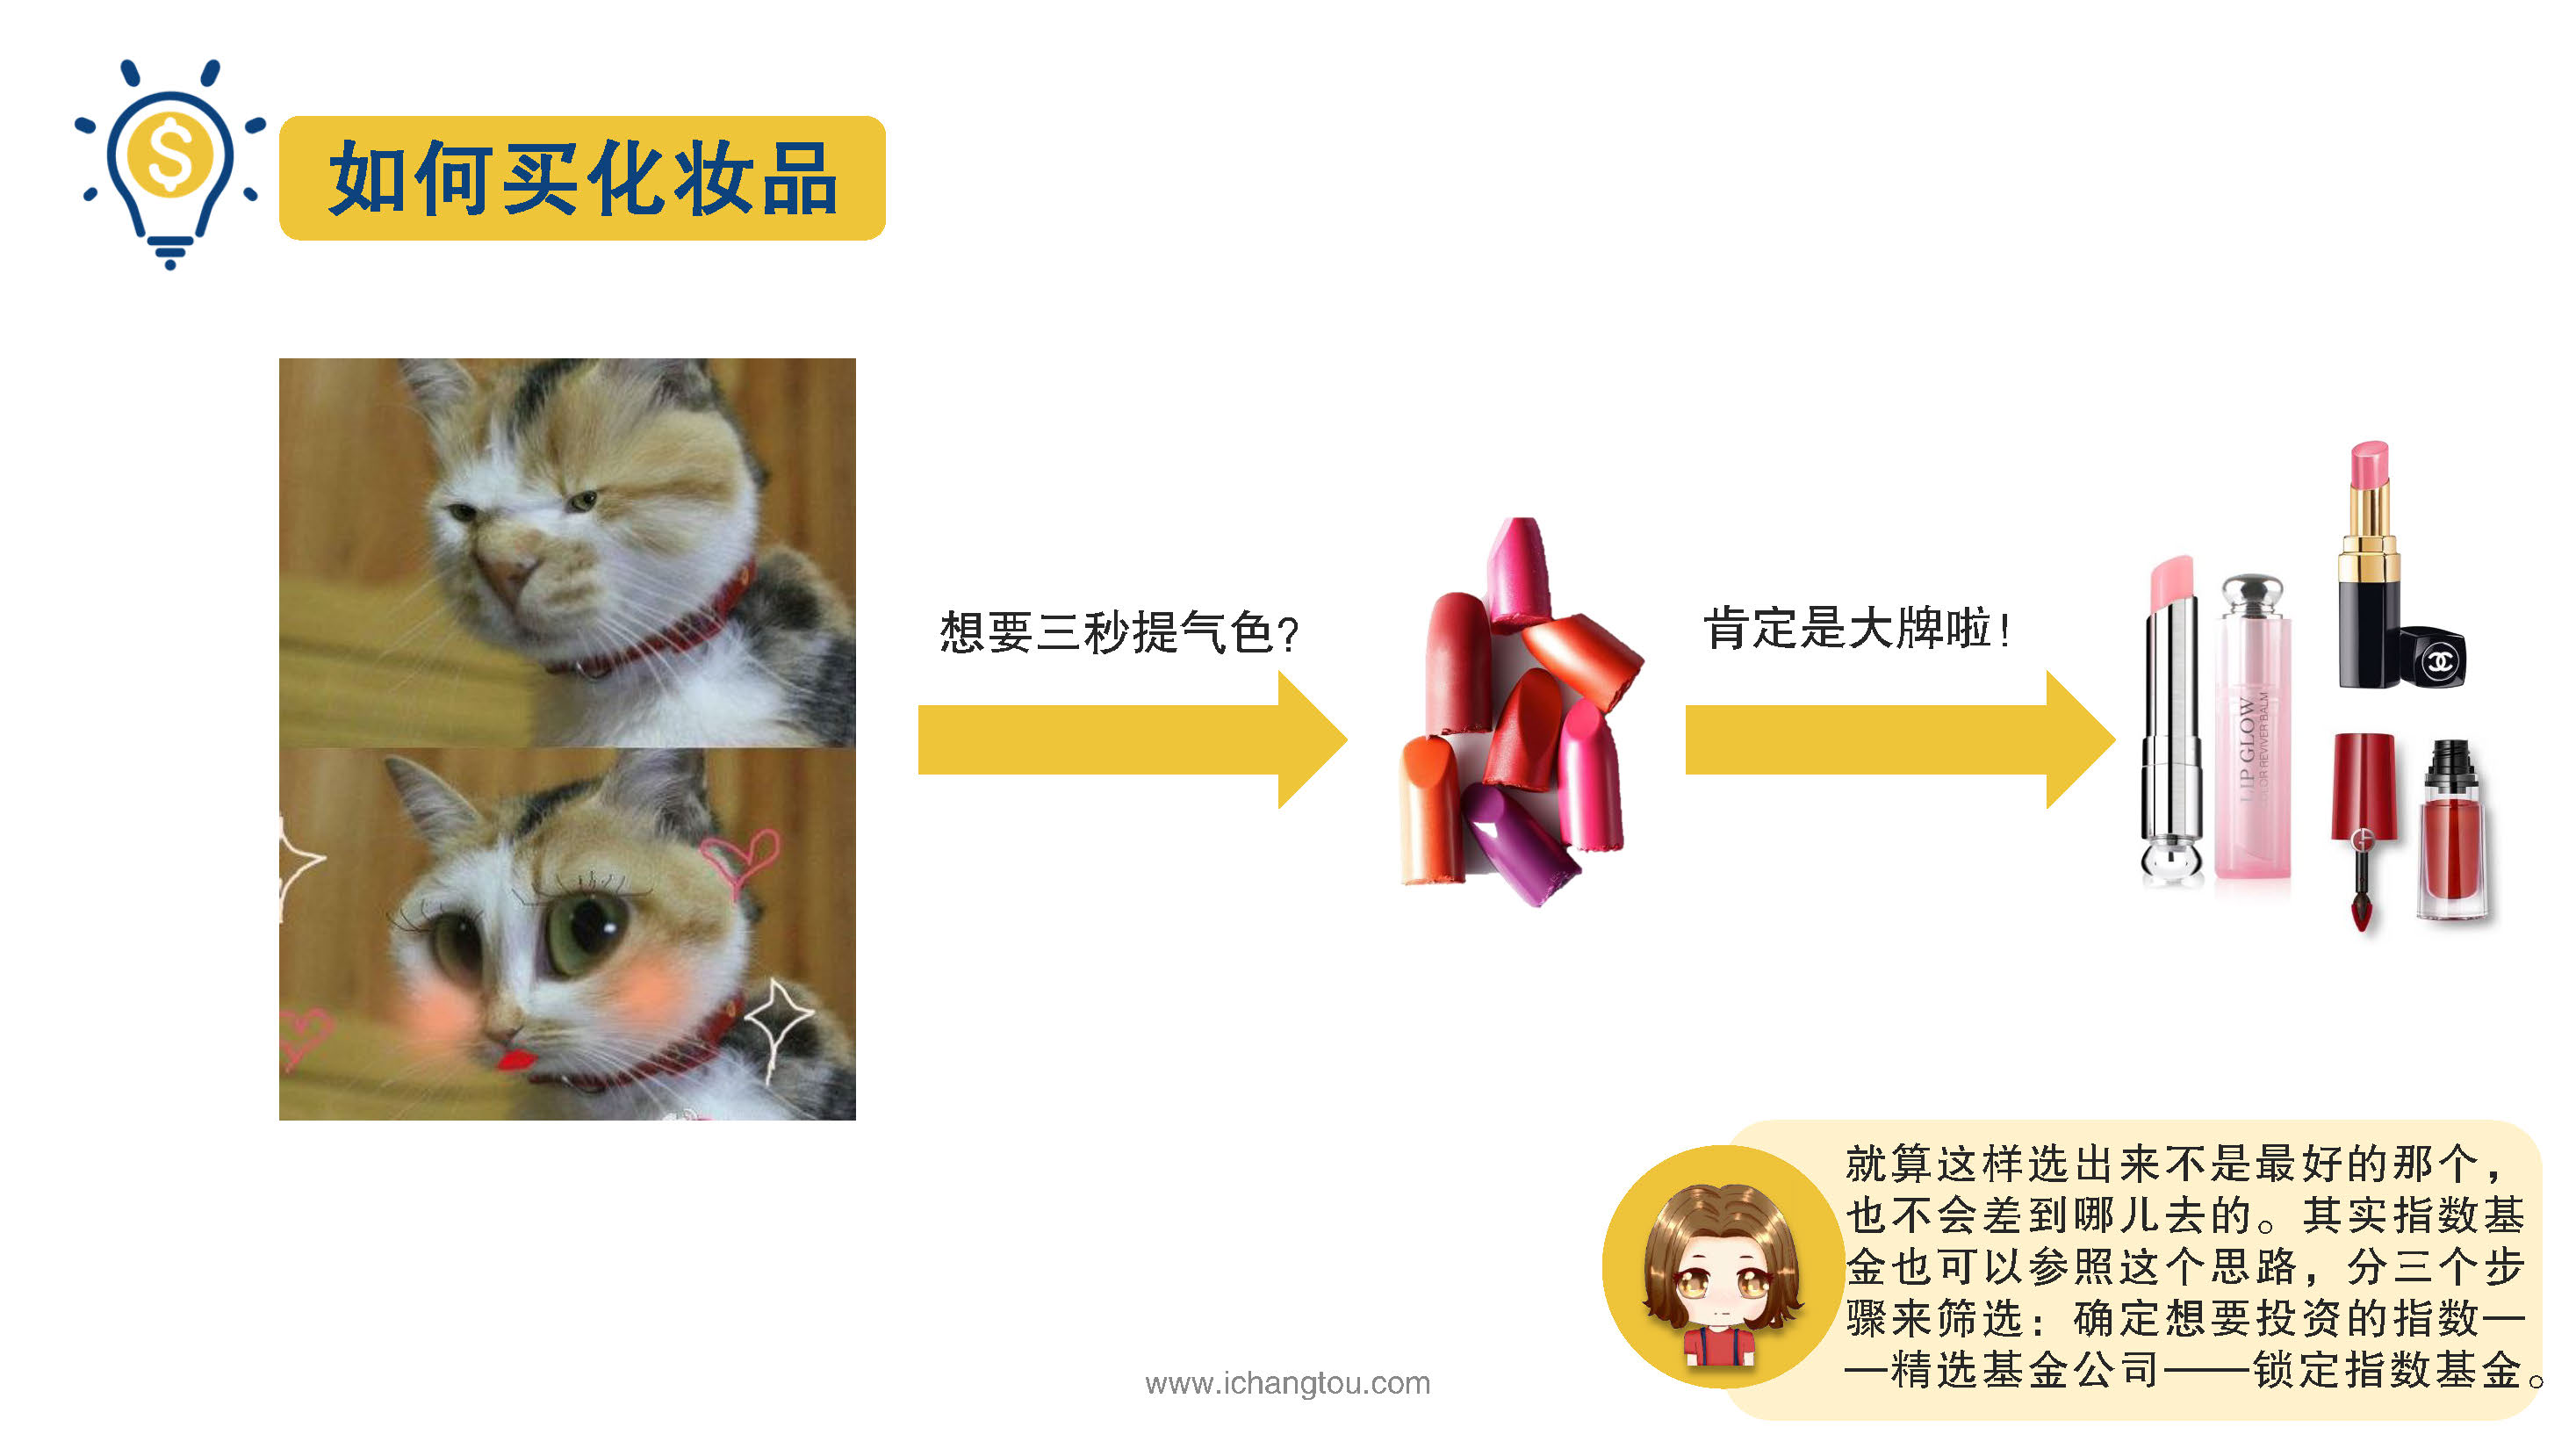 如何买化妆品
想要三秒提气色?
肯定是大牌啦!
LIP GLOW
COLOR REVIVER BALM
就算这样选出来不是最好的那个，
也不会差到哪儿去的。其实指数基
金也可以参照这个思路，分三个步
骤来筛选：确定想要投资的指数—
—精选基金公司——锁定指数基金。
www.ichangtou.com